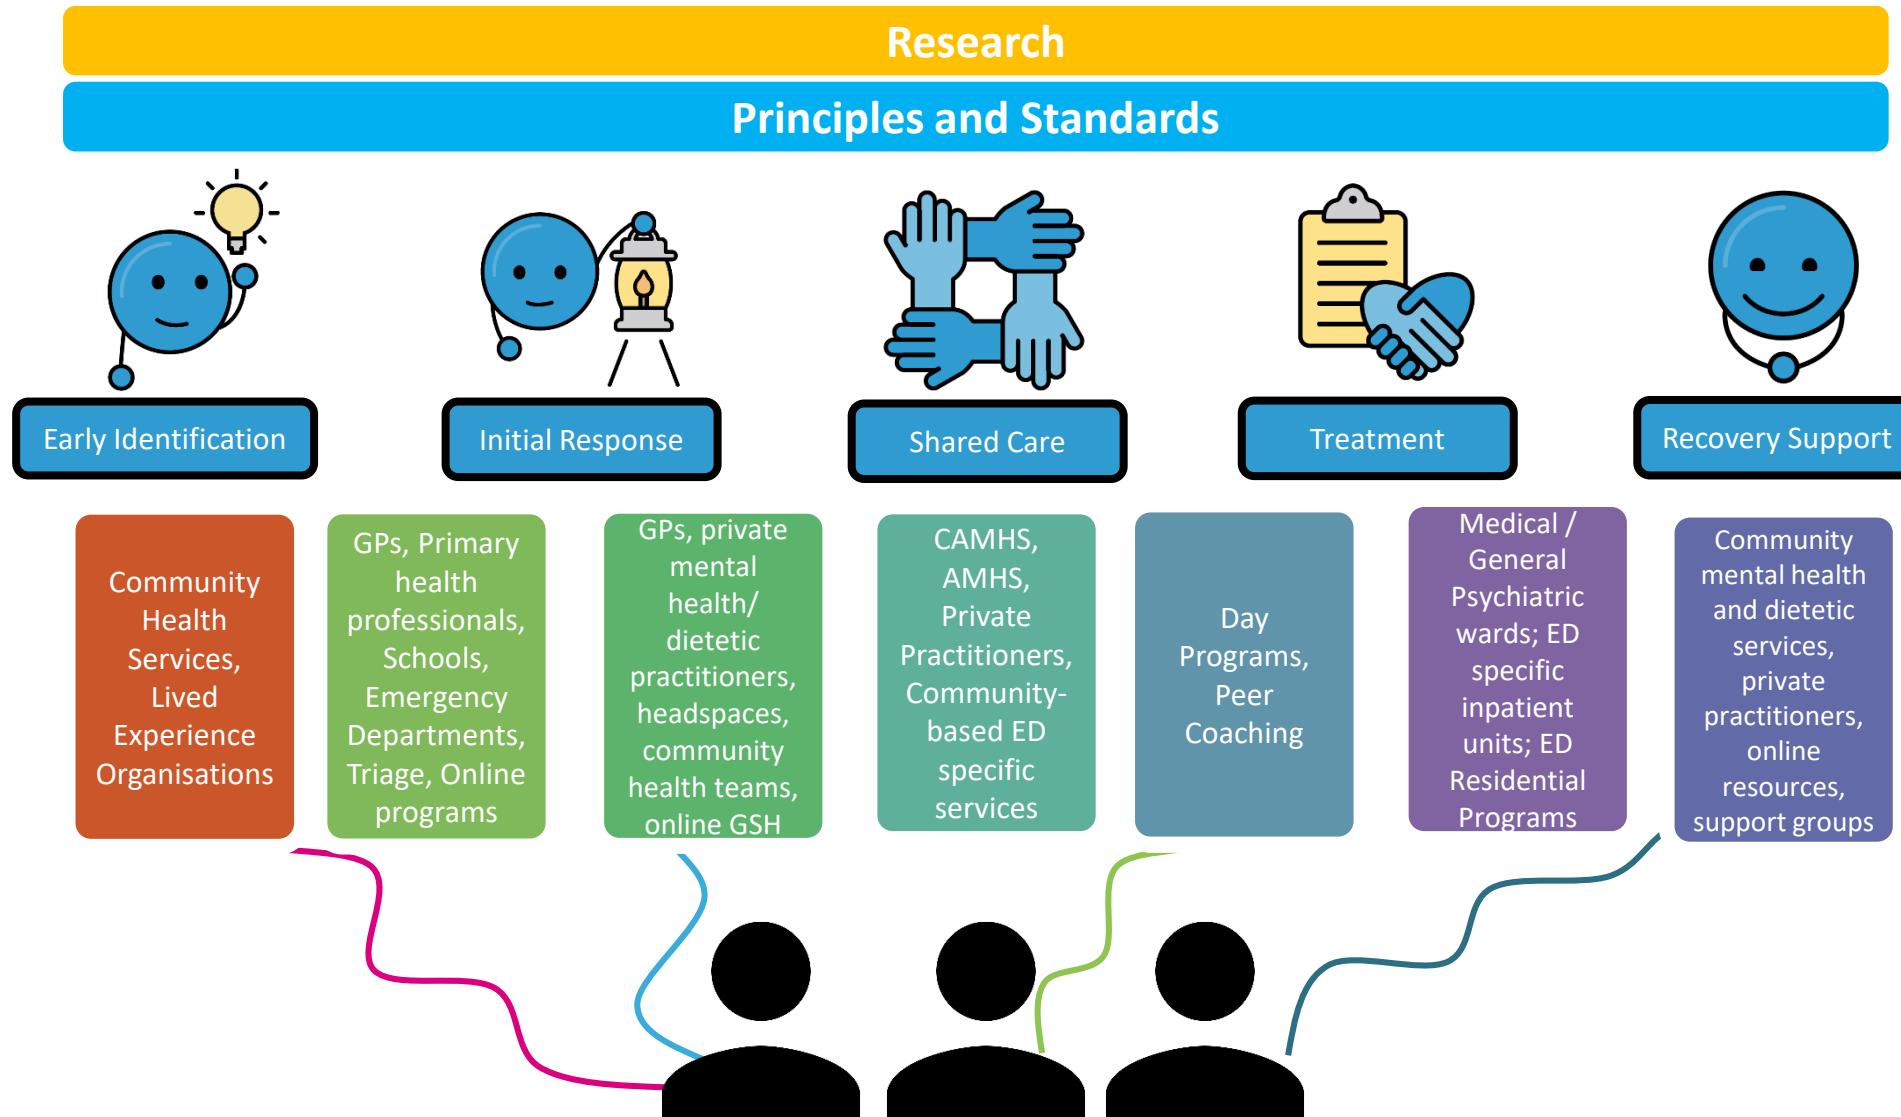 Research
Principles and Standards
Early Identification
Initial Response
Shared Care
Treatment
Recovery Support
Community
Health
Services,
Lived
Experience
Organisations
GPs, Primary
health
professionals,
Schools,
Emergency
Departments,
Triage, Online
programs
GPs, private
mental
health/
dietetic
practitioners,
headspaces,
community
health teams,
online GSH
CAMHS,
AMHS,
Private
Practitioners,
Community-
based ED
specific
services
Day
Programs,
Peer
Coaching
Medical /
General
Psychiatric
wards; ED
specific
inpatient
units; ED
Residential
Programs
Community
mental health
and dietetic
services,
private
practitioners,
online
resources,
support groups